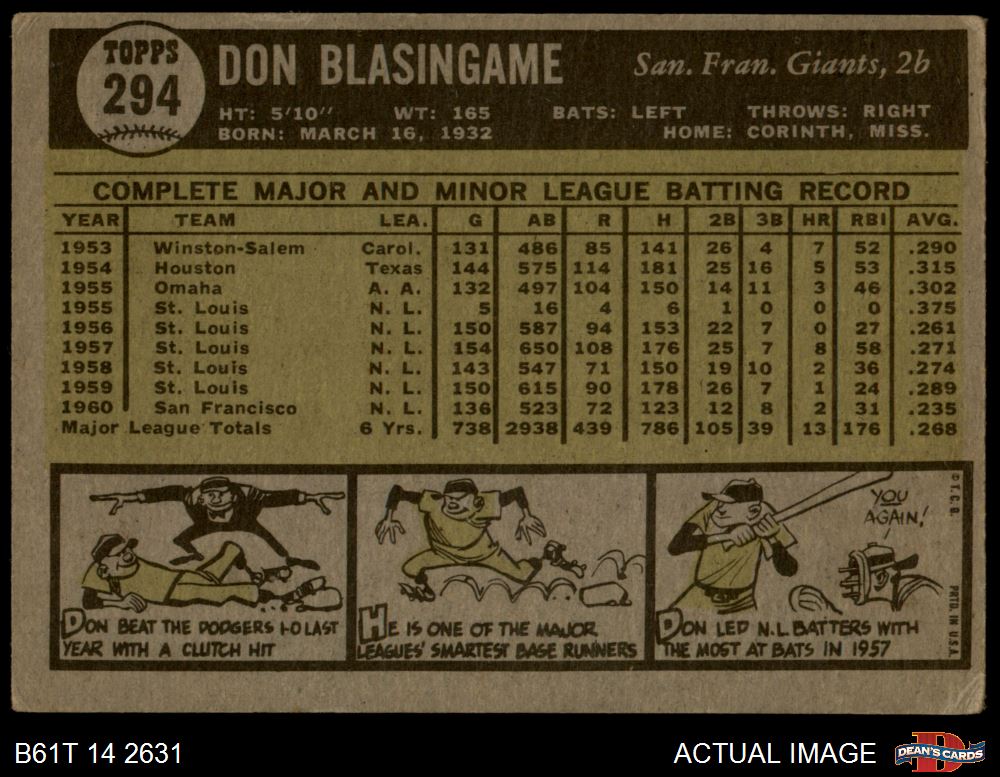 TOPPS
294
DON BLASINGAME San. Fran. Giants, 2b
HT: 5'10" WT: 165 BATS: LEFT THROWS: RIGHT
BORN: MARCH 16, 1932 HOME: CORINTH, MISS.
COMPLETE MAJOR AND MINOR LEAGUE BATTING RECORD
YEAR TEAM LEA. G AB R H 2B 3B HR RBI AVG.
1953 Winston-Salem Carol. 131 486 85 141 26 4 7 52 .290
1954 Houston Texas 144 575 114 181 25 16 5 53 .315
1955 Omaha A. A. 132 497 104 150 14 11 3 46 .302
1955 St. Louis N. L. 5 16 4 6 1 0 0 0 .375
1956 St. Louis N. L. 150 587 94 153 22 7 0 27 .261
1957 St. Louis N. L. 154 650 108 176 25 7 8 58 .271
1958 St. Louis N. L. 143 547 71 150 19 10 2 36 .274
1959 St. Louis N. L. 150 615 90 178 26 7 1 24 .289
1960 San Francisco N. L. 136 523 72 123 12 8 2 31 .235
Major League Totals 6 Yrs. 738 2938 439 786 105 39 13 176 .268
DON BEAT THE DODGERS 1-0 LAST
YEAR WITH A CLUTCH HIT
HE IS ONE OF THE MAJOR
LEAGUES' SMARTEST BASE RUNNERS
YOU
AGAIN!
DON LED N.L. BATTERS WITH
THE MOST AT BATS IN 1957
© T.C.G. PRTD. IN U.S.A.
B61T 14 2631 ACTUAL IMAGE
DEAN'S CARDS